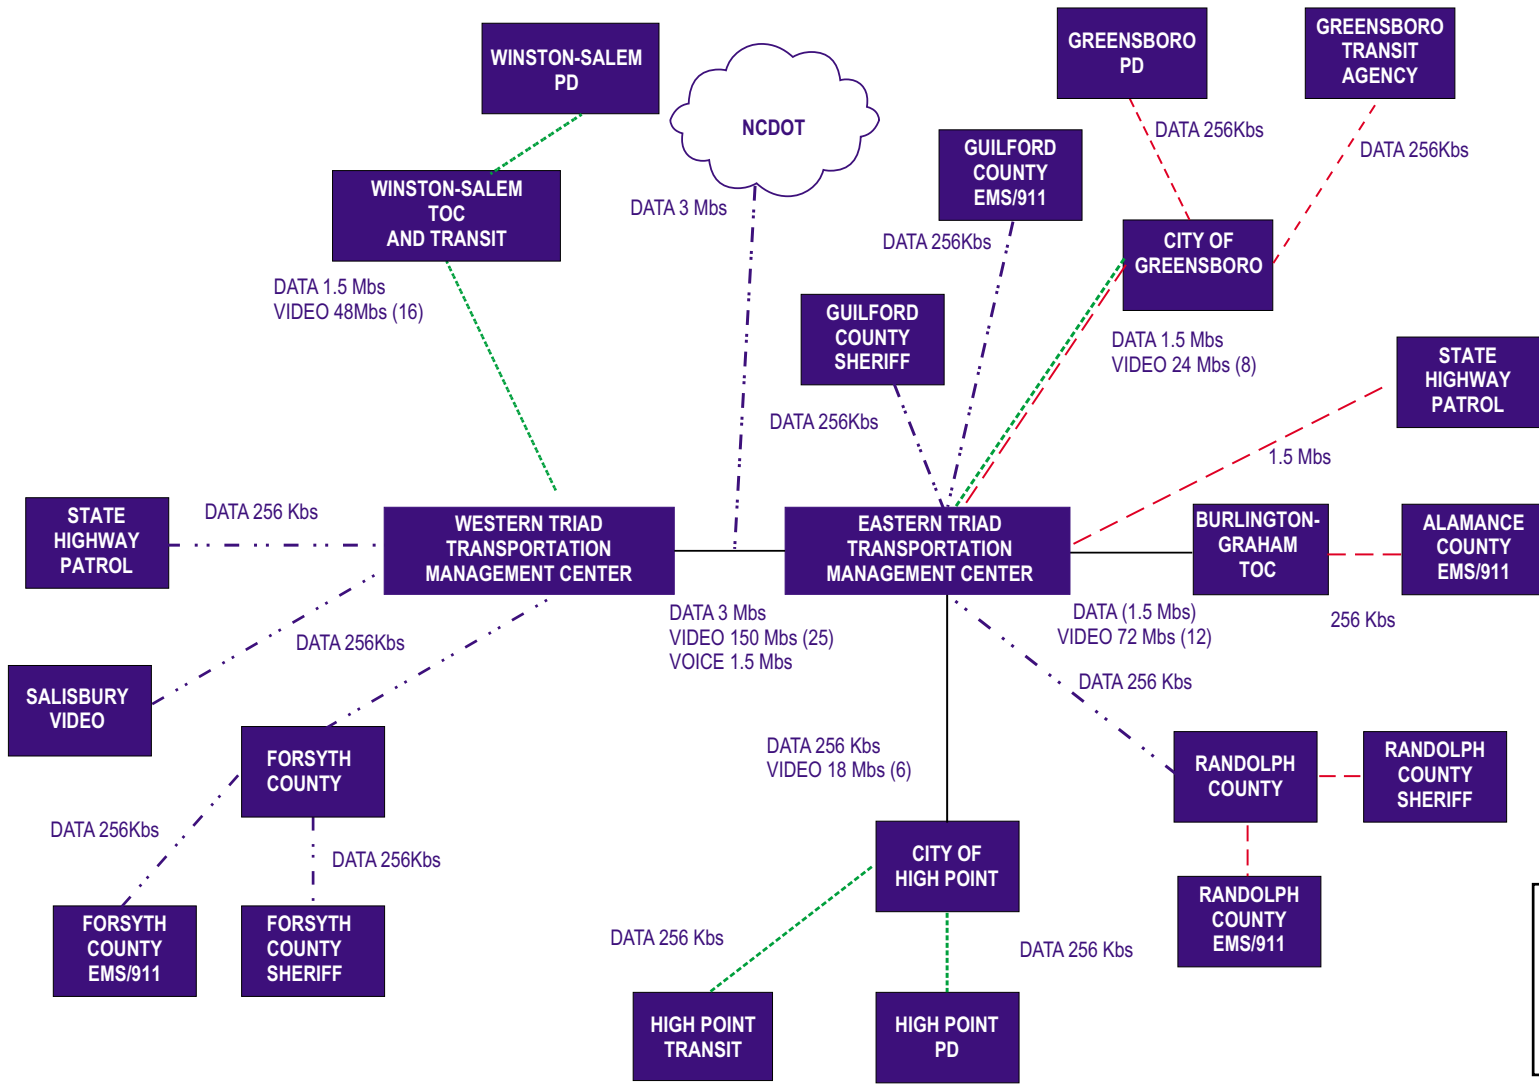 WINSTON-SALEM
PD
NCDOT
GREENSBORO
PD
GREENSBORO
TRANSIT
AGENCY
DATA 256Kbs
DATA 256Kbs
GUILFORD
COUNTY
EMS/911
WINSTON-SALEM
TOC
AND TRANSIT
DATA 3 Mbs
DATA 256Kbs
CITY OF
GREENSBORO
DATA 1.5 Mbs
VIDEO 48Mbs (16)
GUILFORD
COUNTY
SHERIFF
DATA 1.5 Mbs
VIDEO 24 Mbs (8)
STATE
HIGHWAY
PATROL
DATA 256Kbs
1.5 Mbs
STATE
HIGHWAY
PATROL
DATA 256 Kbs
WESTERN TRIAD
TRANSPORTATION
MANAGEMENT CENTER
EASTERN TRIAD
TRANSPORTATION
MANAGEMENT CENTER
BURLINGTON-
GRAHAM
TOC
ALAMANCE
COUNTY
EMS/911
DATA 3 Mbs
VIDEO 150 Mbs (25)
VOICE 1.5 Mbs
DATA (1.5 Mbs)
VIDEO 72 Mbs (12)
256 Kbs
DATA 256Kbs
DATA 256 Kbs
SALISBURY
VIDEO
FORSYTH
COUNTY
DATA 256 Kbs
VIDEO 18 Mbs (6)
RANDOLPH
COUNTY
RANDOLPH
COUNTY
SHERIFF
DATA 256Kbs
DATA 256Kbs
CITY OF
HIGH POINT
FORSYTH
COUNTY
EMS/911
FORSYTH
COUNTY
SHERIFF
RANDOLPH
COUNTY
EMS/911
DATA 256 Kbs
DATA 256 Kbs
HIGH POINT
TRANSIT
HIGH POINT
PD